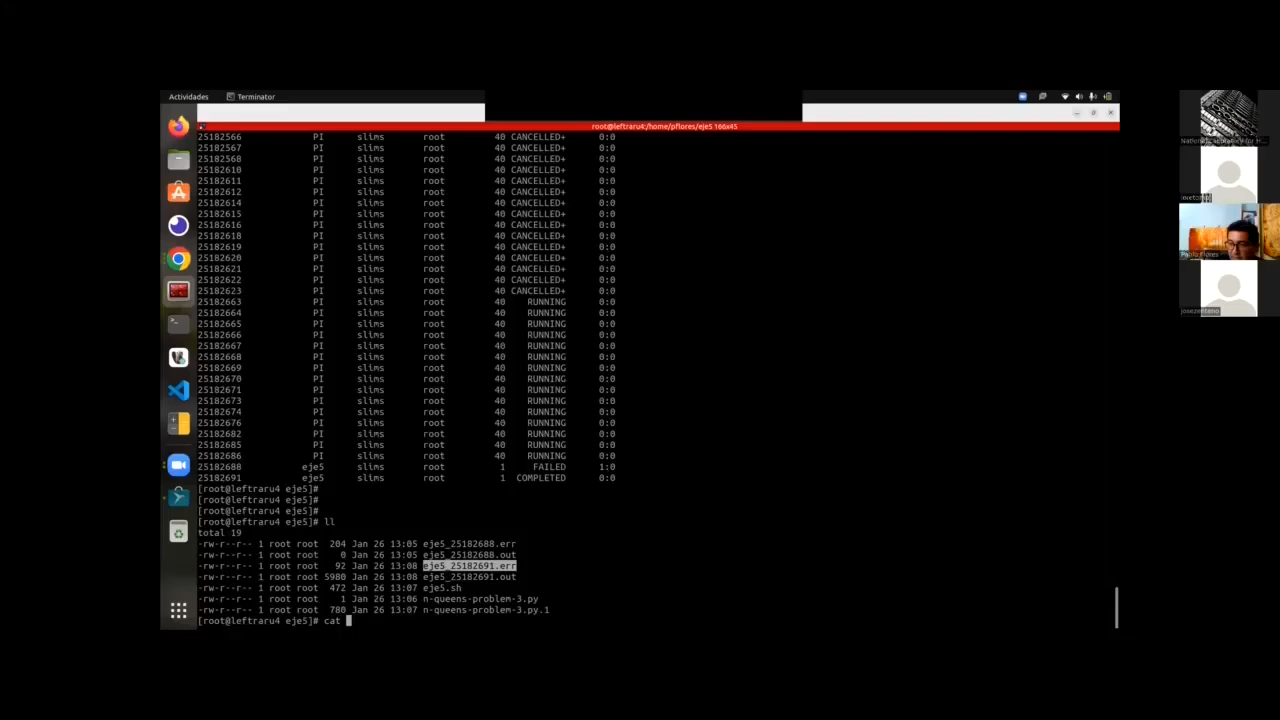 Actividades Terminator
root@leftraru4:/home/pflores/eje5 166x45
25182566 PI slims root 40 CANCELLED+ 0:0
25182567 PI slims root 40 CANCELLED+ 0:0
25182568 PI slims root 40 CANCELLED+ 0:0
25182610 PI slims root 40 CANCELLED+ 0:0
25182611 PI slims root 40 CANCELLED+ 0:0
25182612 PI slims root 40 CANCELLED+ 0:0
25182614 PI slims root 40 CANCELLED+ 0:0
25182615 PI slims root 40 CANCELLED+ 0:0
25182616 PI slims root 40 CANCELLED+ 0:0
25182618 PI slims root 40 CANCELLED+ 0:0
25182619 PI slims root 40 CANCELLED+ 0:0
25182620 PI slims root 40 CANCELLED+ 0:0
25182621 PI slims root 40 CANCELLED+ 0:0
25182622 PI slims root 40 CANCELLED+ 0:0
25182623 PI slims root 40 CANCELLED+ 0:0
25182663 PI slims root 40 RUNNING 0:0
25182664 PI slims root 40 RUNNING 0:0
25182665 PI slims root 40 RUNNING 0:0
25182666 PI slims root 40 RUNNING 0:0
25182667 PI slims root 40 RUNNING 0:0
25182668 PI slims root 40 RUNNING 0:0
25182669 PI slims root 40 RUNNING 0:0
25182670 PI slims root 40 RUNNING 0:0
25182671 PI slims root 40 RUNNING 0:0
25182673 PI slims root 40 RUNNING 0:0
25182674 PI slims root 40 RUNNING 0:0
25182676 PI slims root 40 RUNNING 0:0
25182682 PI slims root 40 RUNNING 0:0
25182685 PI slims root 40 RUNNING 0:0
25182686 PI slims root 40 RUNNING 0:0
25182688 eje5 slims root 1 FAILED 1:0
25182691 eje5 slims root 1 COMPLETED 0:0
[root@leftraru4 eje5]#
[root@leftraru4 eje5]#
[root@leftraru4 eje5]#
[root@leftraru4 eje5]# ll
total 19
-rw-r--r-- 1 root root 204 Jan 26 13:05 eje5_25182688.err
-rw-r--r-- 1 root root 0 Jan 26 13:05 eje5_25182688.out
-rw-r--r-- 1 root root 92 Jan 26 13:08 eje5_25182691.err
-rw-r--r-- 1 root root 5980 Jan 26 13:08 eje5_25182691.out
-rw-r--r-- 1 root root 472 Jan 26 13:07 eje5.sh
-rw-r--r-- 1 root root 1 Jan 26 13:06 n-queens-problem-3.py
-rw-r--r-- 1 root root 780 Jan 26 13:07 n-queens-problem-3.py.1
[root@leftraru4 eje5]# cat
Pablo Flores
josezenteno